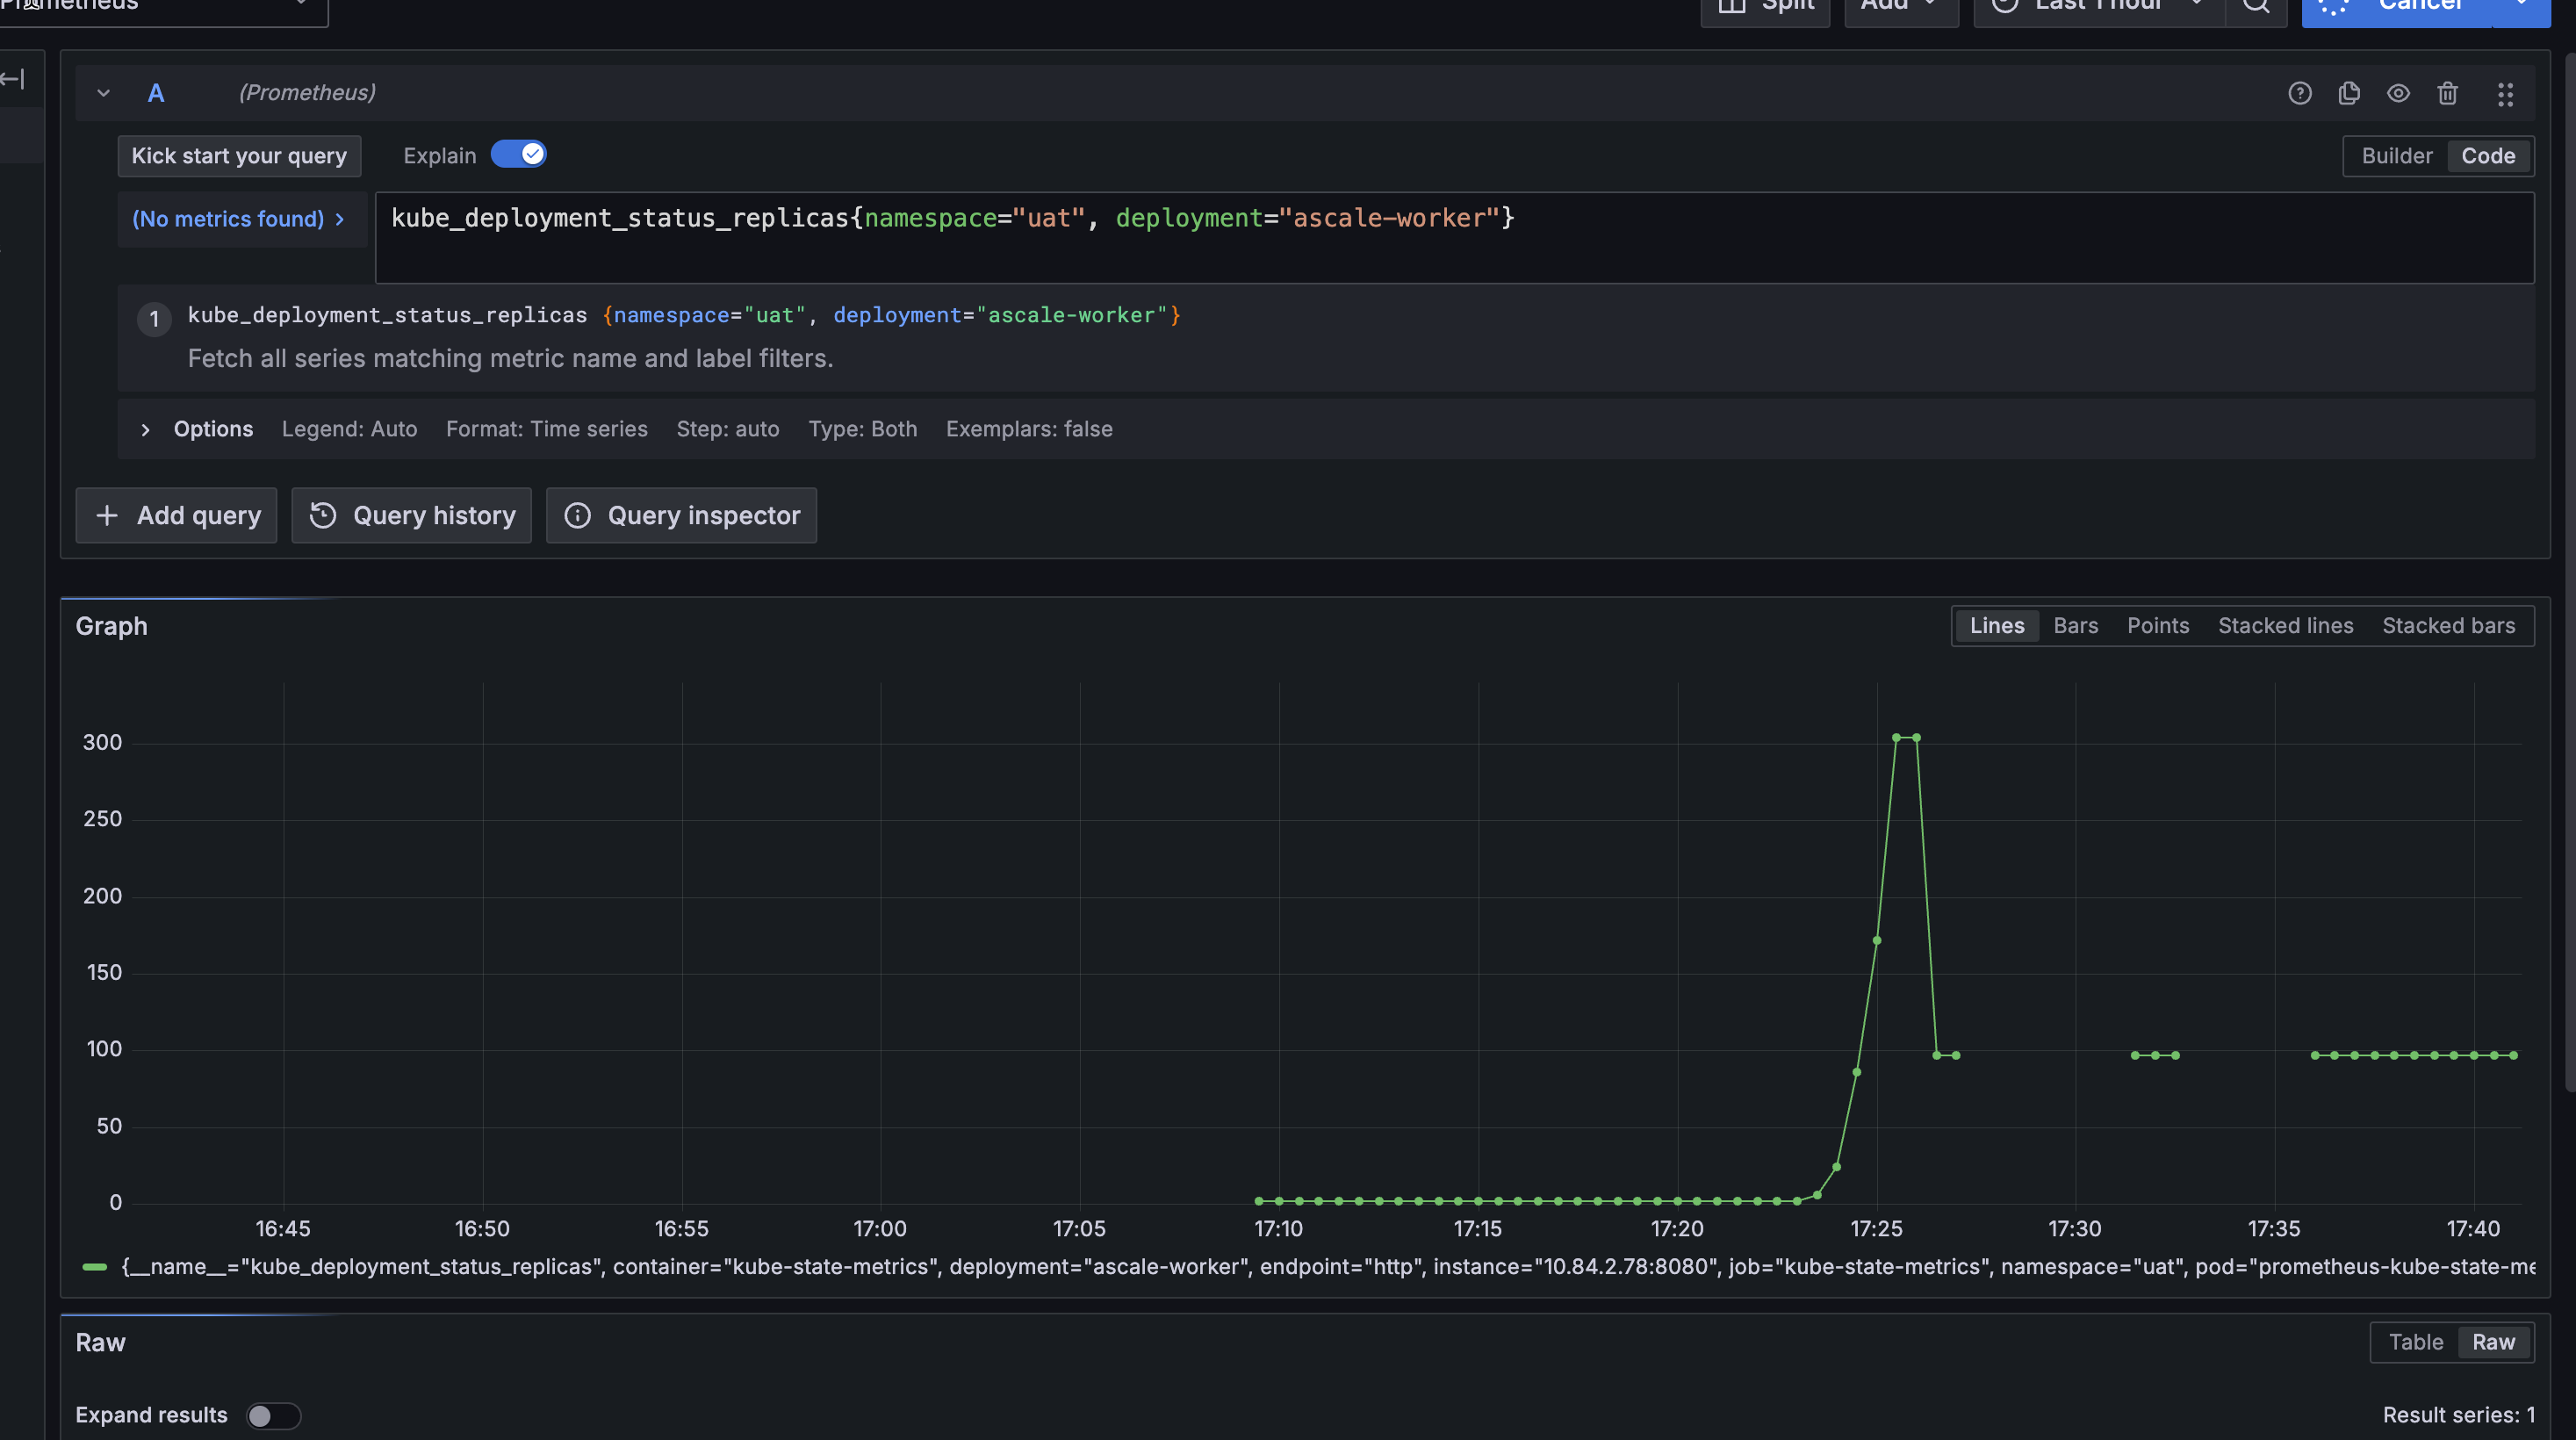 Prometheus
Split
Add
Last 1 hour
Cancel
A
(Prometheus)
Kick start your query
Explain
Builder
Code
(No metrics found) >
kube_deployment_status_replicas{namespace="uat", deployment="ascale-worker"}
1
kube_deployment_status_replicas {namespace="uat", deployment="ascale-worker"}
Fetch all series matching metric name and label filters.
Options Legend: Auto Format: Time series Step: auto Type: Both Exemplars: false
+ Add query
Query history
Query inspector
Graph
Lines Bars Points Stacked lines Stacked bars
300
250
200
150
100
50
0
16:45 16:50 16:55 17:00 17:05 17:10 17:15 17:20 17:25 17:30 17:35 17:40
{__name__="kube_deployment_status_replicas", container="kube-state-metrics", deployment="ascale-worker", endpoint="http", instance="10.84.2.78:8080", job="kube-state-metrics", namespace="uat", pod="prometheus-kube-state-me
Raw
Table Raw
Expand results
Result series: 1